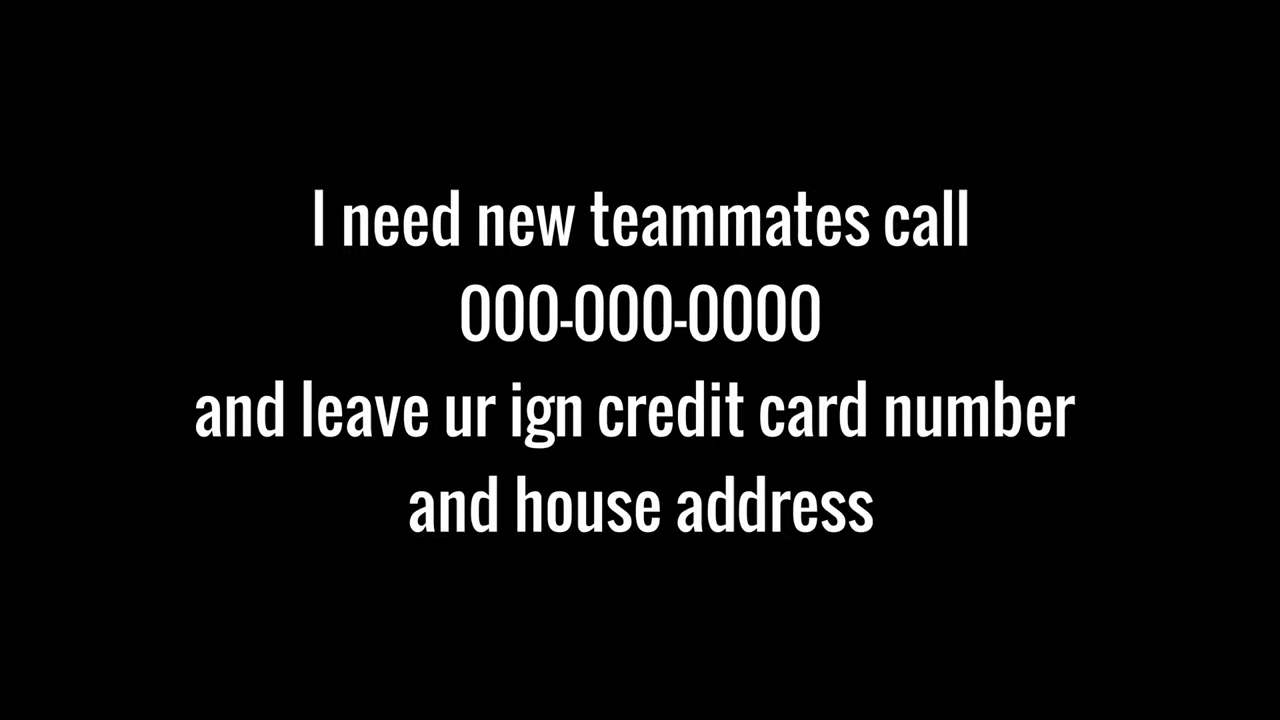 I need new teammates call
000-000-0000
and leave ur ign credit card number
and house address